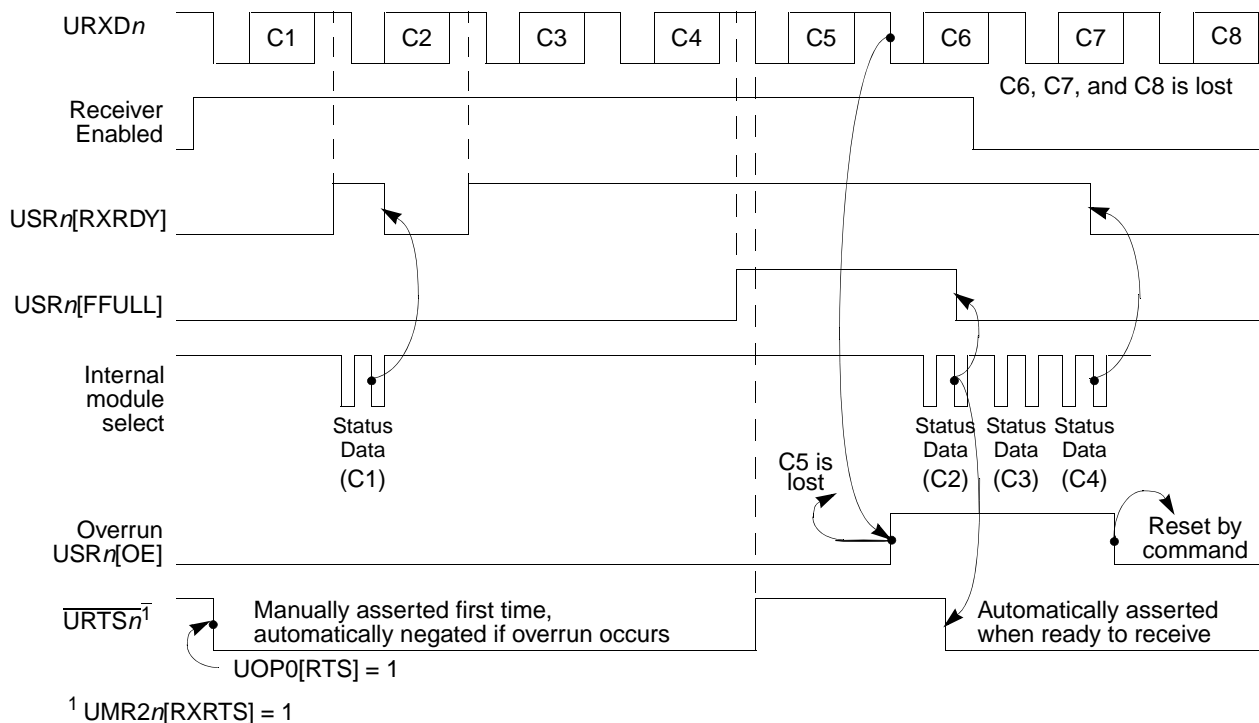 URXDn
C1 C2 C3 C4 C5 C6 C7 C8
C6, C7, and C8 is lost
Receiver
Enabled
USRn[RXRDY]
USRn[FFULL]
Internal
module
select
Status
Data
(C1)
Status
Data
(C2)
Status
Data
(C3)
Status
Data
(C4)
C5 is
lost
Overrun
USRn[OE]
Reset by
command
URTSn1
Manually asserted first time,
automatically negated if overrun occurs
Automatically asserted
when ready to receive
UOP0[RTS] = 1
1 UMR2n[RXRTS] = 1